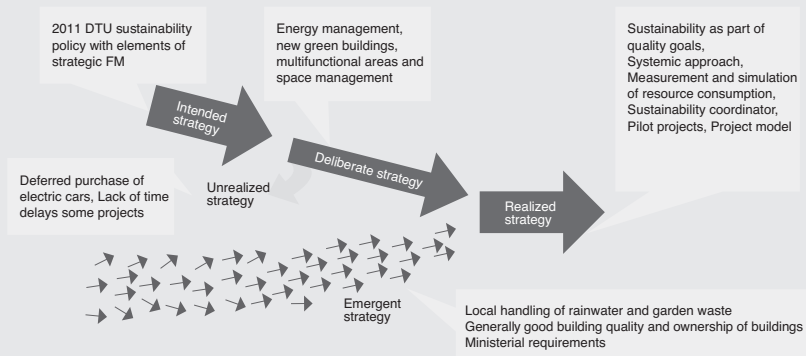 2011 DTU sustainability
policy with elements of
strategic FM
Energy management,
new green buildings,
multifunctional areas and
space management
Sustainability as part of
quality goals,
Systemic approach,
Measurement and simulation
of resource consumption,
Sustainability coordinator,
Pilot projects, Project model
Intended
strategy
Deliberate strategy
Deferred purchase of
electric cars, Lack of time
delays some projects
Unrealized
strategy
Realized
strategy
Emergent
strategy
Local handling of rainwater and garden waste
Generally good building quality and ownership of buildings
Ministerial requirements